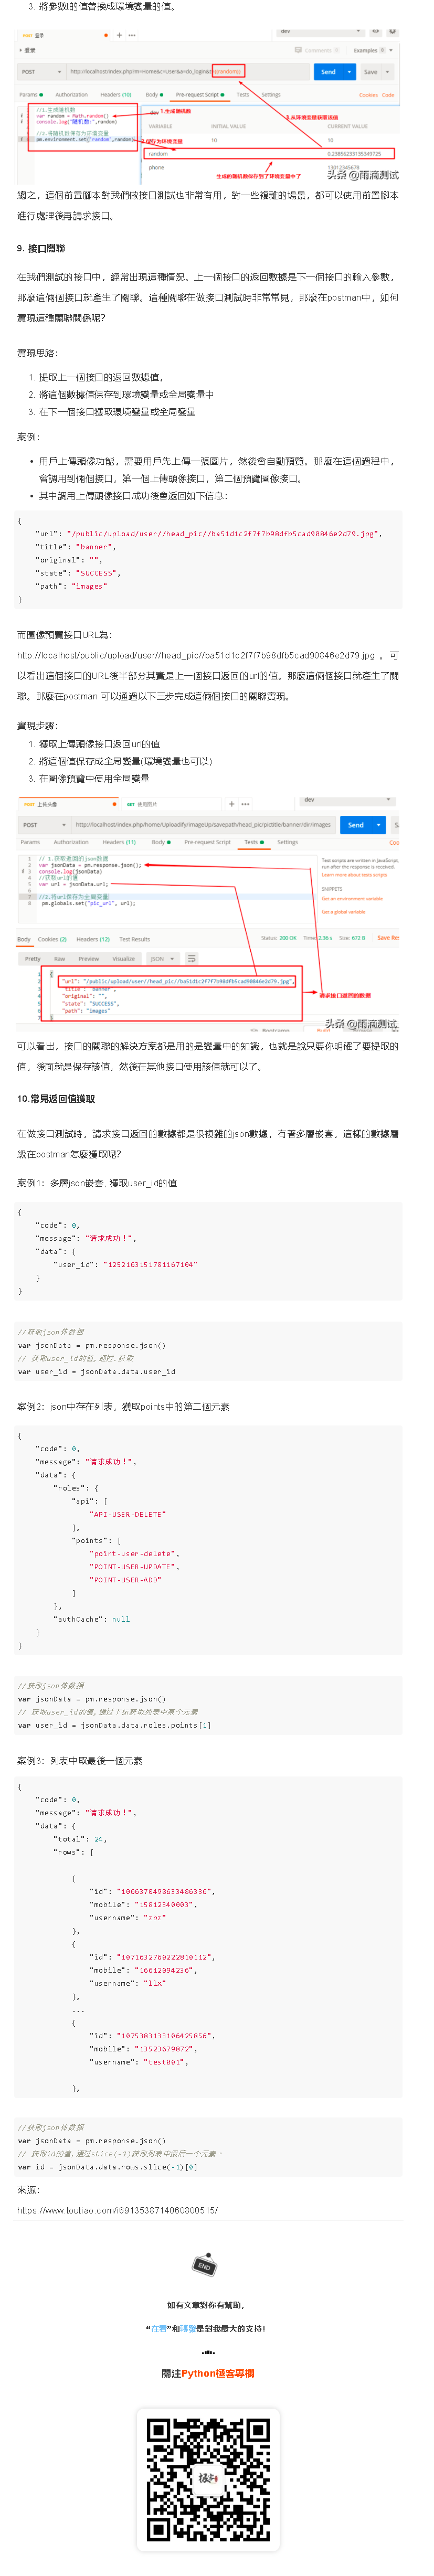 3. 將參數t的值替換成環境變量的值。
POST 登录
dev
▸ 登录
Comments 0
Examples 3
POST
http://localhost/index.php?m=Home&c=User&a=do_login&t={{random}}
Send
Save
Params
Authorization
Headers (10)
Body
Pre-request Script
Tests
Settings
Cookies Code
1 //1.生成随机数
2 var random = Math.random()
3 console.log("随机数:",random)
7 //2.将随机数保存为环境变量
8 pm.environment.set("random",random)
1.生成随机数
dev
VARIABLE
INITIAL VALUE
CURRENT VALUE
10
10
random
0.23856233135349725
phone
13012345678
生成的随机数保存到了环境变量中了
头条 @雨滴测试
總之，這個前置腳本對我們做接口測試也非常有用，對一些複雜的場景，都可以使用前置腳本
進行處理後再請求接口。
9. 接口關聯
在我們測試的接口中，經常出現這種情況。上一個接口的返回數據是下一個接口的輸入參數，
那麼這倆個接口就產生了關聯。這種關聯在做接口測試時非常常見，那麼在postman中，如何
實現這種關聯關係呢?
實現思路：
1. 提取上一個接口的返回數據值，
2. 將這個數據值保存到環境變量或全局變量中
3. 在下一個接口獲取環境變量或全局變量
案例：
• 用戶上傳頭像功能，需要用戶先上傳一張圖片，然後會自動預覽。那麼在這個過程中，
會調用到倆個接口，第一個上傳頭像接口，第二個預覽圖像接口。
• 其中調用上傳頭像接口成功後會返回如下信息：
{
"url": "/public/upload/user//head_pic//ba51d1c2f7f7b98dfb5cad90846e2d79.jpg",
"title": "banner",
"original": "",
"state": "SUCCESS",
"path": "images"
}
而圖像預覽接口URL為：
http://localhost/public/upload/user//head_pic//ba51d1c2f7f7b98dfb5cad90846e2d79.jpg 。可
以看出這個接口的URL後半部分其實是上一個接口返回的url的值。那麼這倆個接口就產生了關
聯。那麼在postman 可以通過以下三步完成這倆個接口的關聯實現。
實現步驟：
1. 獲取上傳頭像接口返回url的值
2. 將這個值保存成全局變量(環境變量也可以)
3. 在圖像預覽中使用全局變量
POST 上传头像
GET 使用图片
dev
POST
http://localhost/index.php/home/Uploadify/imageUp/savepath/head_pic/pictitle/banner/dir/images
Send
Params
Authorization
Headers (11)
Body
Pre-request Script
Tests
Settings
1 // 1.获取返回的json数据
2 var jsonData = pm.response.json();
3 console.log(jsonData)
4 //获取url的值
5 var url = jsonData.url;
7 //2.将url保存为全局变量
8 pm.globals.set("pic_url", url);
Test scripts are written in JavaScript,
run after the response is received.
Learn more about tests scripts
SNIPPETS
Get an environment variable
Get a global variable
Body
Cookies (2)
Headers (12)
Test Results
Status: 200 OK
Time: 2.36 s
Size: 672 B
Save Res
Pretty
Raw
Preview
Visualize
JSON
"url": "/public/upload/user//head_pic//ba51d1c2f7f7b98dfb5cad90846e2d79.jpg",
"title": "banner",
"original": "",
"state": "SUCCESS",
"path": "images"
请求接口返回的数据
Bootcamp
头条 @雨滴测试
可以看出，接口的關聯的解決方案都是用的是變量中的知識，也就是說只要你明確了要提取的
值，後面就是保存該值，然後在其他接口使用該值就可以了。
10.常見返回值獲取
在做接口測試時，請求接口返回的數據都是很複雜的json數據，有著多層嵌套，這樣的數據層
級在postman怎麼獲取呢?
案例1：多層json嵌套, 獲取user_id的值
{
"code": 0,
"message": "请求成功！",
"data": {
"user_id": "1252163151781167104"
}
}
//获取json体数据
var jsonData = pm.response.json()
// 获取user_id的值,通过.获取
var user_id = jsonData.data.user_id
案例2：json中存在列表，獲取points中的第二個元素
{
"code": 0,
"message": "请求成功！",
"data": {
"roles": {
"api": [
"API-USER-DELETE"
],
"points": [
"point-user-delete",
"POINT-USER-UPDATE",
"POINT-USER-ADD"
]
},
"authCache": null
}
}
//获取json体数据
var jsonData = pm.response.json()
// 获取user_id的值,通过下标获取列表中某个元素
var user_id = jsonData.data.roles.points[1]
案例3：列表中取最後一個元素
{
"code": 0,
"message": "请求成功！",
"data": {
"total": 24,
"rows": [
{
"id": "1066370498633486336",
"mobile": "15812340003",
"username": "zbz"
},
{
"id": "1071632760222810112",
"mobile": "16612094236",
"username": "llx"
},
...
{
"id": "1075383133106425856",
"mobile": "13523679872",
"username": "test001",
},
//获取json体数据
var jsonData = pm.response.json()
// 获取id的值,通过slice(-1)获取列表中最后一个元素。
var id = jsonData.data.rows.slice(-1)[0]
來源：
https://www.toutiao.com/i6913538714060800515/
END
如有文章對你有幫助，
“在看”和轉發是對我最大的支持!
關注Python極客專欄